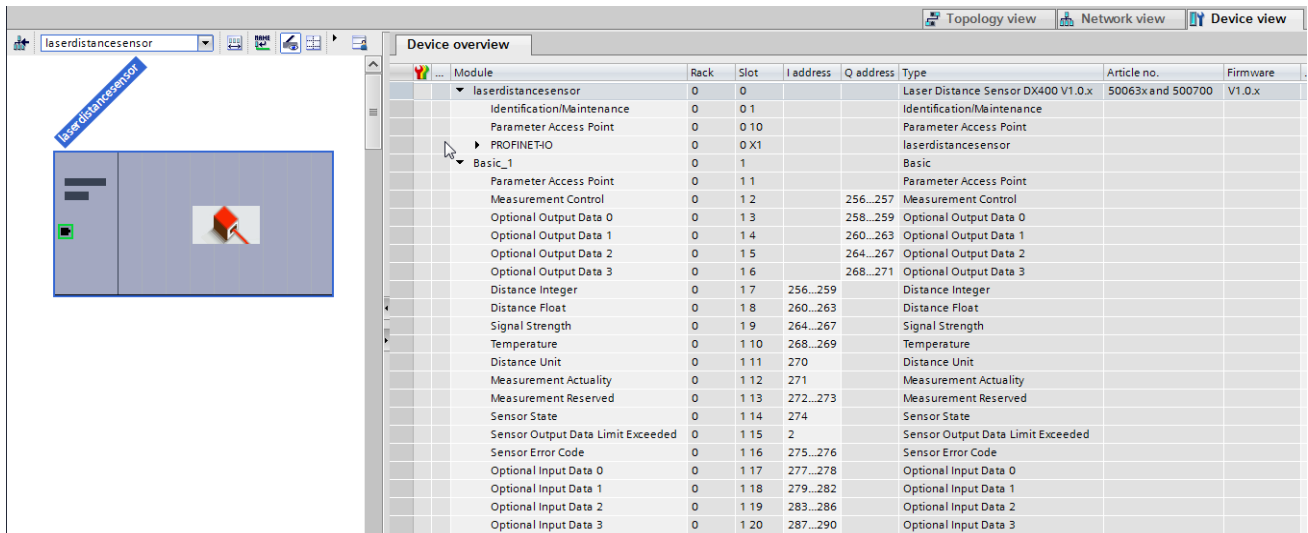 Topology view Network view Device view
laserdistancesensor
Device overview
... Module Rack Slot I address Q address Type Article no. Firmware
laserdistancesensor 0 0 Laser Distance Sensor DX400 V1.0.x 50063x and 500700 V1.0.x
Identification/Maintenance 0 0 1 Identification/Maintenance
Parameter Access Point 0 0 10 Parameter Access Point
PROFINET-IO 0 0 X1 laserdistancesensor
Basic_1 0 1 Basic
Parameter Access Point 0 1 1 Parameter Access Point
Measurement Control 0 1 2 256...257 Measurement Control
Optional Output Data 0 0 1 3 258...259 Optional Output Data 0
Optional Output Data 1 0 1 4 260...263 Optional Output Data 1
Optional Output Data 2 0 1 5 264...267 Optional Output Data 2
Optional Output Data 3 0 1 6 268...271 Optional Output Data 3
Distance Integer 0 1 7 256...259 Distance Integer
Distance Float 0 1 8 260...263 Distance Float
Signal Strength 0 1 9 264...267 Signal Strength
Temperature 0 1 10 268...269 Temperature
Distance Unit 0 1 11 270 Distance Unit
Measurement Actuality 0 1 12 271 Measurement Actuality
Measurement Reserved 0 1 13 272...273 Measurement Reserved
Sensor State 0 1 14 274 Sensor State
Sensor Output Data Limit Exceeded 0 1 15 2 Sensor Output Data Limit Exceeded
Sensor Error Code 0 1 16 275...276 Sensor Error Code
Optional Input Data 0 0 1 17 277...278 Optional Input Data 0
Optional Input Data 1 0 1 18 279...282 Optional Input Data 1
Optional Input Data 2 0 1 19 283...286 Optional Input Data 2
Optional Input Data 3 0 1 20 287...290 Optional Input Data 3
laserdistancesensor